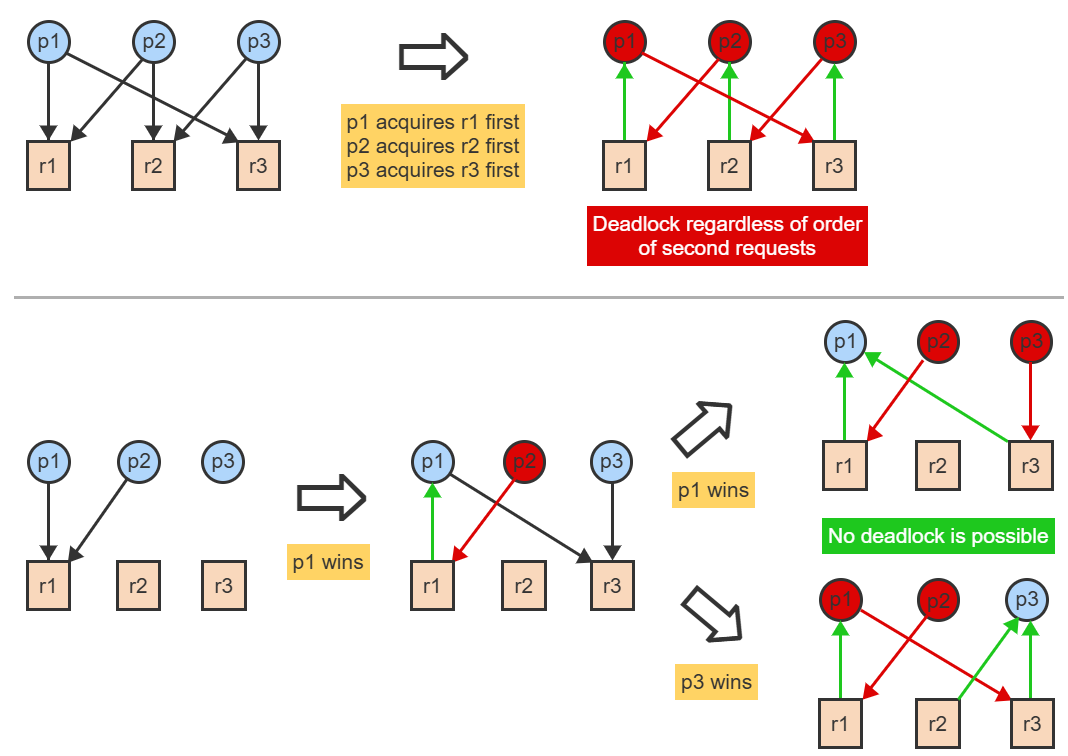 p1 p2 p3
p1 p2 p3
p1 acquires r1 first
p2 acquires r2 first
p3 acquires r3 first
r1 r2 r3
r1 r2 r3
Deadlock regardless of order
of second requests
p1 p2 p3
p1 p2 p3
p1 wins
r1 r2 r3
r1 r2 r3
p1 p2 p3
p1 wins
r1 r2 r3
No deadlock is possible
p1 p2 p3
p3 wins
r1 r2 r3